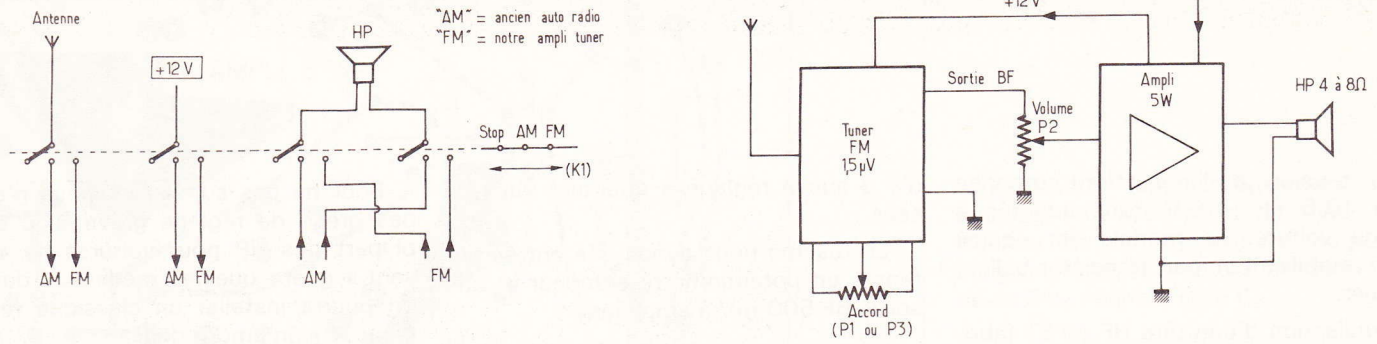 Antenne
"AM" = ancien auto radio
"FM" = notre ampli tuner
HP
+12 V
Stop AM FM
(K1)
AM FM
AM FM
AM
FM
+12 V
Sortie BF
Ampli
5W
HP 4 à 8Ω
Volume
P2
Tuner
FM
1,5 µV
Accord
(P1 ou P3)